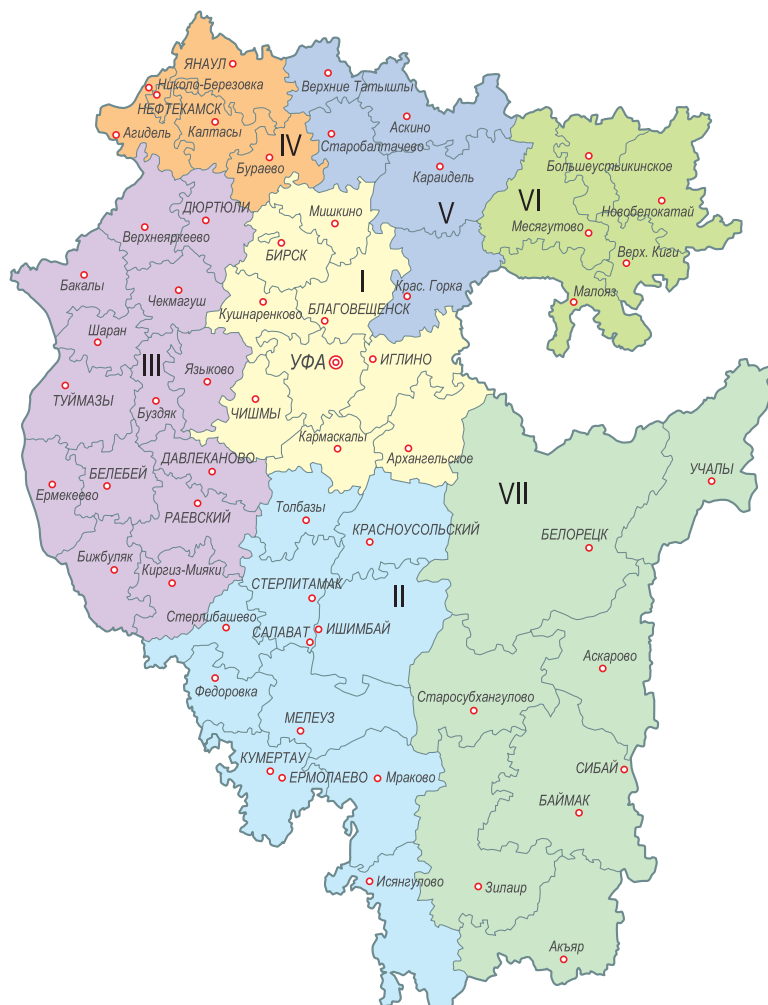 ЯНАУЛ
Николо-Березовка
НЕФТЕКАМСК
Агидель
Калтасы
IV
Бураево
Верхние Татышлы
Аскино
Старобалтачево
Караидель
V
Большеустьикинское
VI
Новобелокатай
Месягутово
Верх. Киги
Малояз
ДЮРТЮЛИ
Верхнеяркеево
Мишкино
БИРСК
I
Бакалы
Чекмагуш
Кушнаренково
БЛАГОВЕЩЕНСК
Крас. Горка
Шаран
III
Языково
УФА
ИГЛИНО
ТУЙМАЗЫ
Буздяк
ЧИШМЫ
Кармаскалы
Архангельское
ДАВЛЕКАНОВО
БЕЛЕБЕЙ
Ермекеево
РАЕВСКИЙ
УЧАЛЫ
VII
Толбазы
КРАСНОУСОЛЬСКИЙ
БЕЛОРЕЦК
Бижбуляк
Киргиз-Мияки
СТЕРЛИТАМАК
II
Стерлибашево
САЛАВАТ
ИШИМБАЙ
Аскарово
Федоровка
Старосубхангулово
МЕЛЕУЗ
КУМЕРТАУ
ЕРМОЛАЕВО
Мраково
СИБАЙ
БАЙМАК
Исянгулово
Зилаир
Акъяр